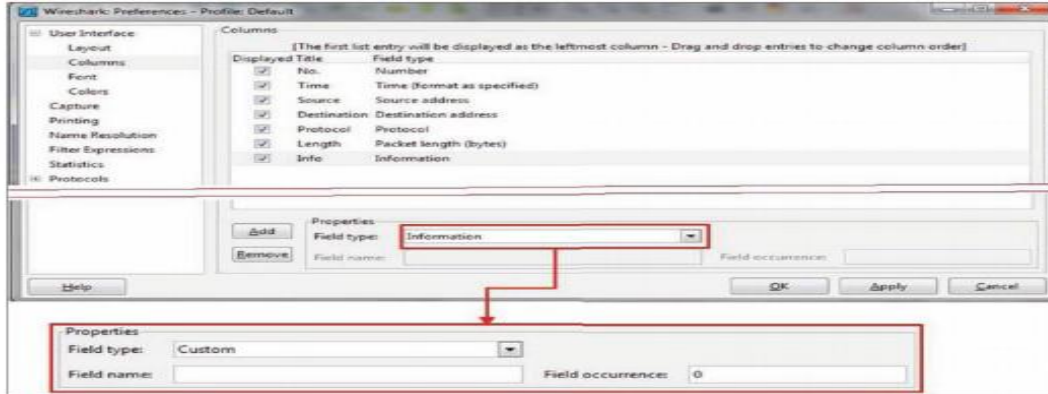 Wireshark: Preferences - Profile: Default
User Interface
Layout
Columns
Font
Colors
Capture
Printing
Name Resolution
Filter Expressions
Statistics
Protocols
Columns
[The first list entry will be displayed as the leftmost column - Drag and drop entries to change column order]
Displayed Title Field type
No. Number
Time Time (format as specified)
Source Source address
Destination Destination address
Protocol Protocol
Length Packet length (bytes)
Info Information
Add
Remove
Properties
Field type: Information
Field name: Field occurrence:
Help
OK Apply Cancel
Properties
Field type: Custom
Field name: Field occurrence: 0